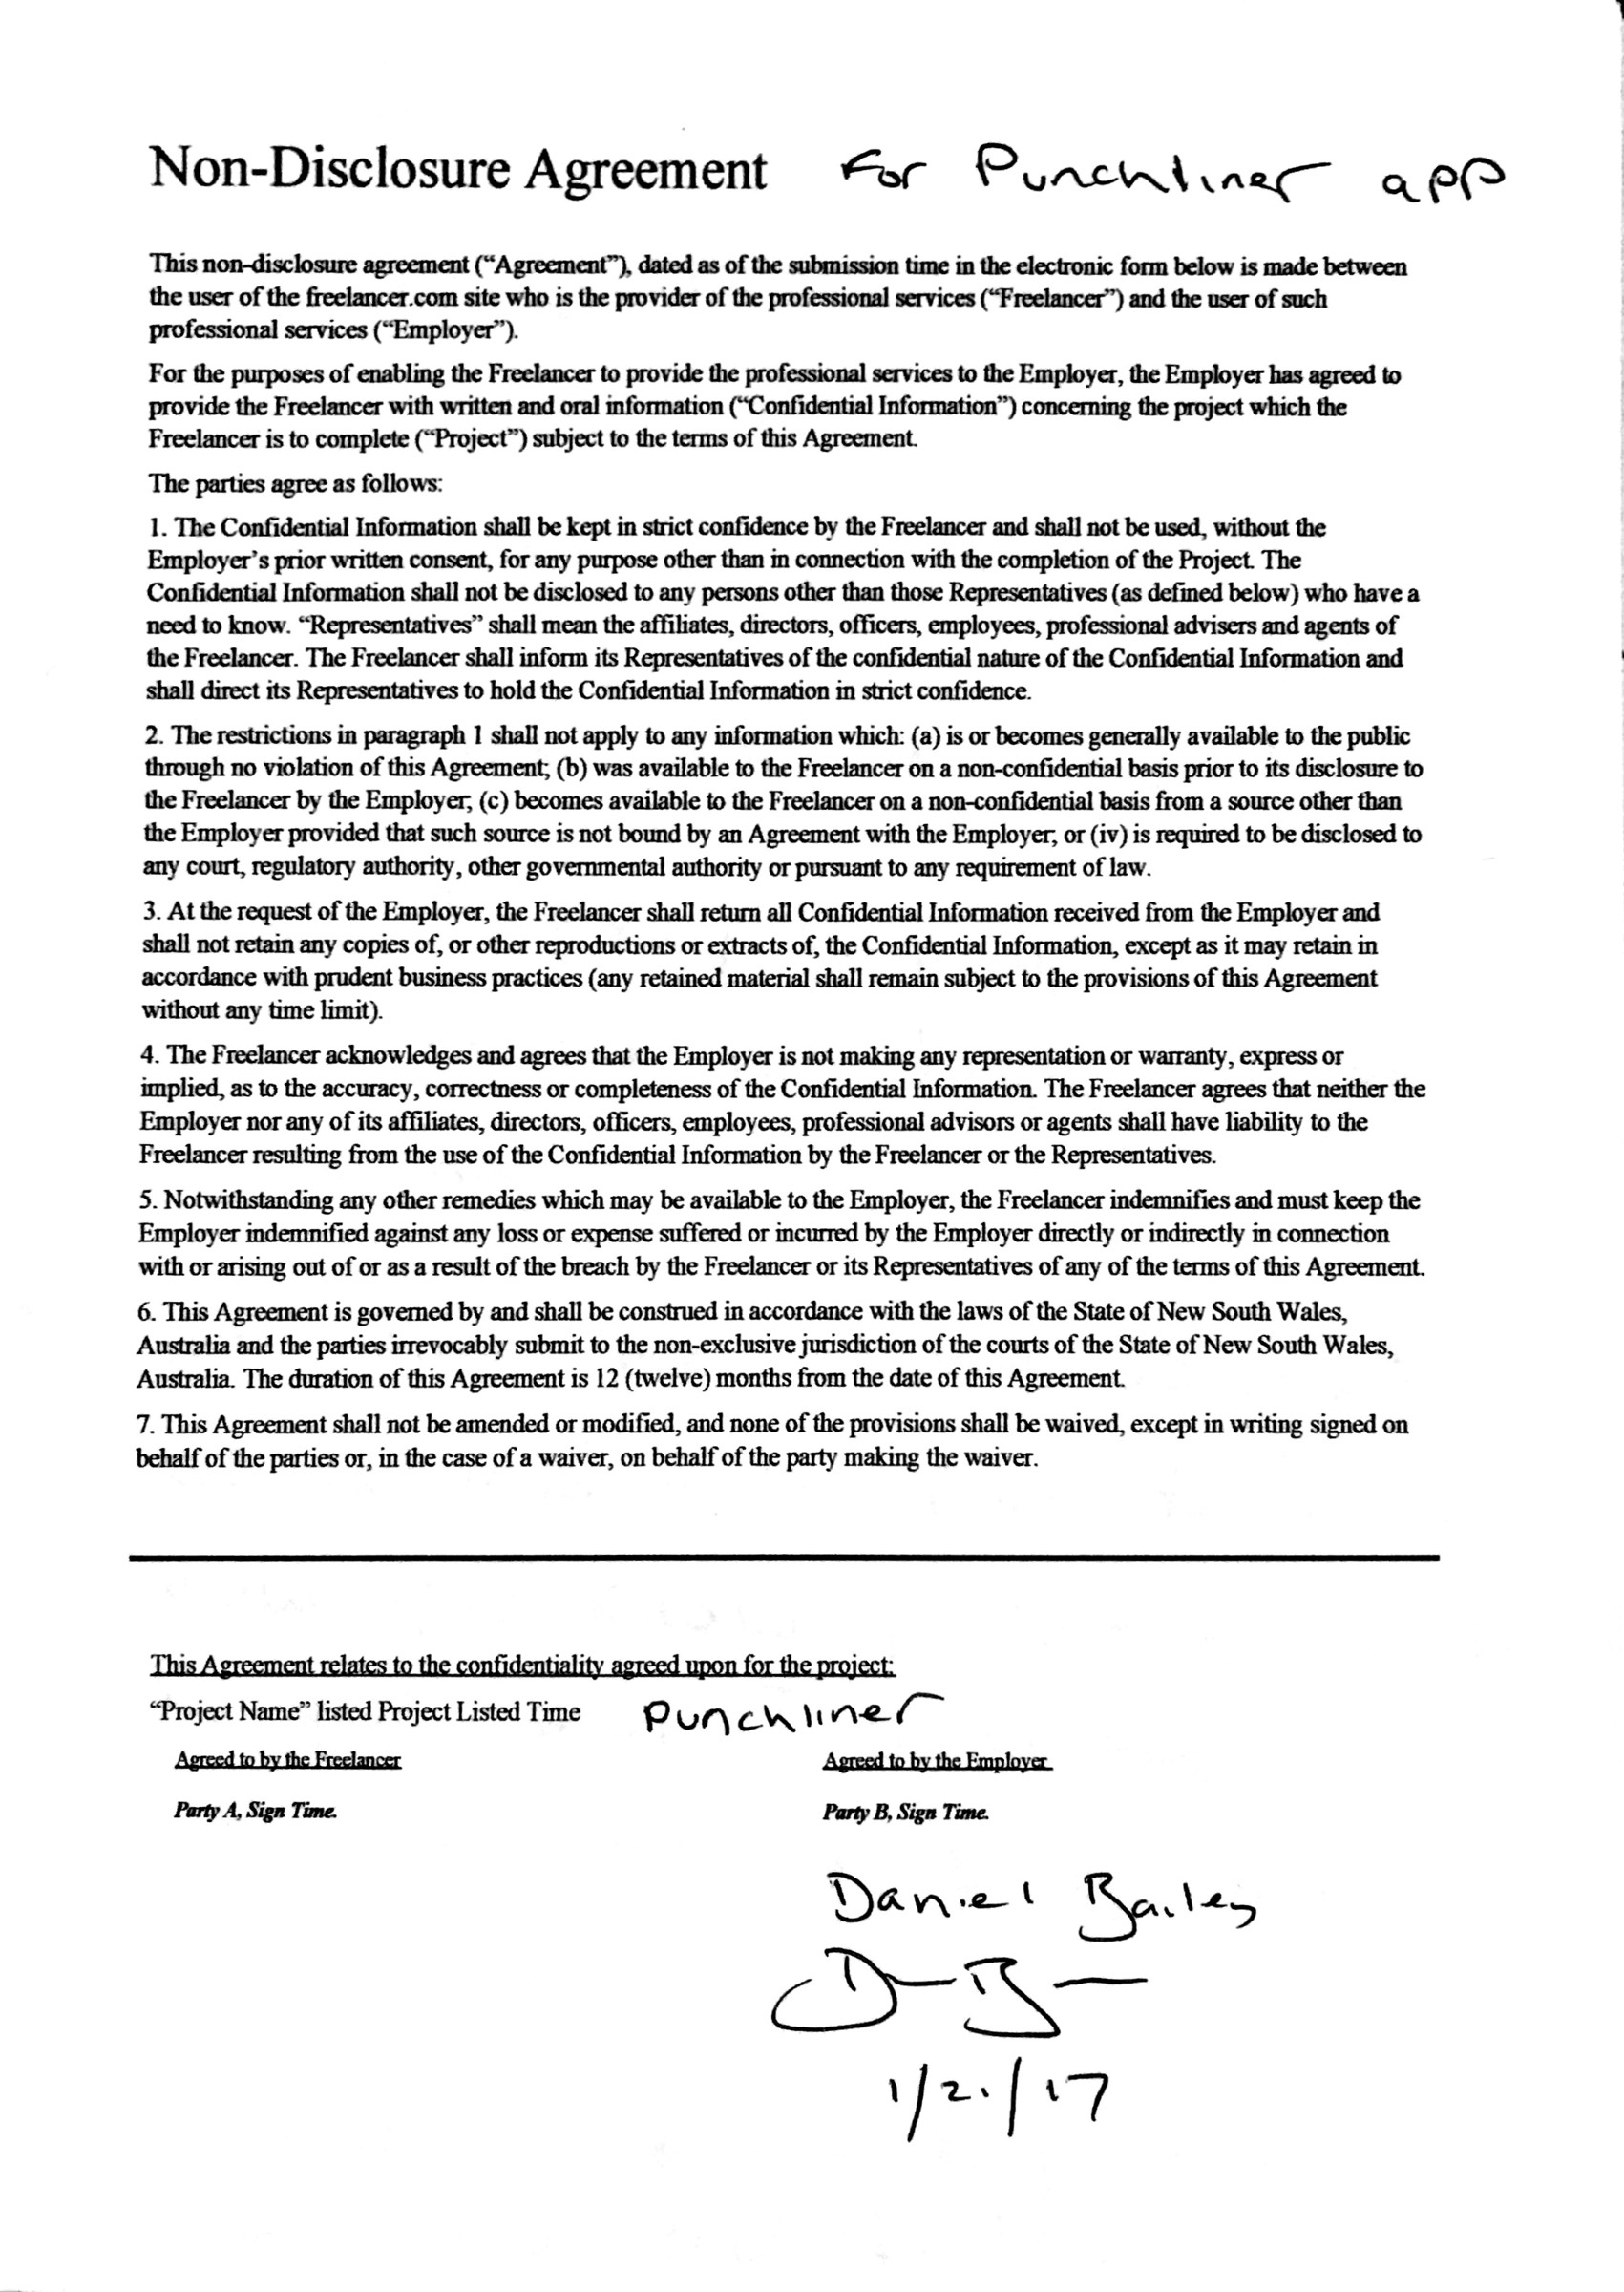 Non-Disclosure Agreement For Punchliner app
This non-disclosure agreement (“Agreement”), dated as of the submission time in the electronic form below is made between
the user of the freelancer.com site who is the provider of the professional services (“Freelancer”) and the user of such
professional services (“Employer”).
For the purposes of enabling the Freelancer to provide the professional services to the Employer, the Employer has agreed to
provide the Freelancer with written and oral information (“Confidential Information”) concerning the project which the
Freelancer is to complete (“Project”) subject to the terms of this Agreement.
The parties agree as follows:
1. The Confidential Information shall be kept in strict confidence by the Freelancer and shall not be used, without the
Employer’s prior written consent, for any purpose other than in connection with the completion of the Project. The
Confidential Information shall not be disclosed to any persons other than those Representatives (as defined below) who have a
need to know. “Representatives” shall mean the affiliates, directors, officers, employees, professional advisers and agents of
the Freelancer. The Freelancer shall inform its Representatives of the confidential nature of the Confidential Information and
shall direct its Representatives to hold the Confidential Information in strict confidence.
2. The restrictions in paragraph 1 shall not apply to any information which: (a) is or becomes generally available to the public
through no violation of this Agreement; (b) was available to the Freelancer on a non-confidential basis prior to its disclosure to
the Freelancer by the Employer; (c) becomes available to the Freelancer on a non-confidential basis from a source other than
the Employer provided that such source is not bound by an Agreement with the Employer; or (iv) is required to be disclosed to
any court, regulatory authority, other governmental authority or pursuant to any requirement of law.
3. At the request of the Employer, the Freelancer shall return all Confidential Information received from the Employer and
shall not retain any copies of, or other reproductions or extracts of, the Confidential Information, except as it may retain in
accordance with prudent business practices (any retained material shall remain subject to the provisions of this Agreement
without any time limit).
4. The Freelancer acknowledges and agrees that the Employer is not making any representation or warranty, express or
implied, as to the accuracy, correctness or completeness of the Confidential Information. The Freelancer agrees that neither the
Employer nor any of its affiliates, directors, officers, employees, professional advisors or agents shall have liability to the
Freelancer resulting from the use of the Confidential Information by the Freelancer or the Representatives.
5. Notwithstanding any other remedies which may be available to the Employer, the Freelancer indemnifies and must keep the
Employer indemnified against any loss or expense suffered or incurred by the Employer directly or indirectly in connection
with or arising out of or as a result of the breach by the Freelancer or its Representatives of any of the terms of this Agreement.
6. This Agreement is governed by and shall be construed in accordance with the laws of the State of New South Wales,
Australia and the parties irrevocably submit to the non-exclusive jurisdiction of the courts of the State of New South Wales,
Australia. The duration of this Agreement is 12 (twelve) months from the date of this Agreement.
7. This Agreement shall not be amended or modified, and none of the provisions shall be waived, except in writing signed on
behalf of the parties or, in the case of a waiver, on behalf of the party making the waiver.
This Agreement relates to the confidentiality agreed upon for the project:
“Project Name” listed Project Listed Time Punchliner
Agreed to by the Freelancer Agreed to by the Employer
Party A, Sign Time. Party B, Sign Time.
Daniel Bailey
1/21/17